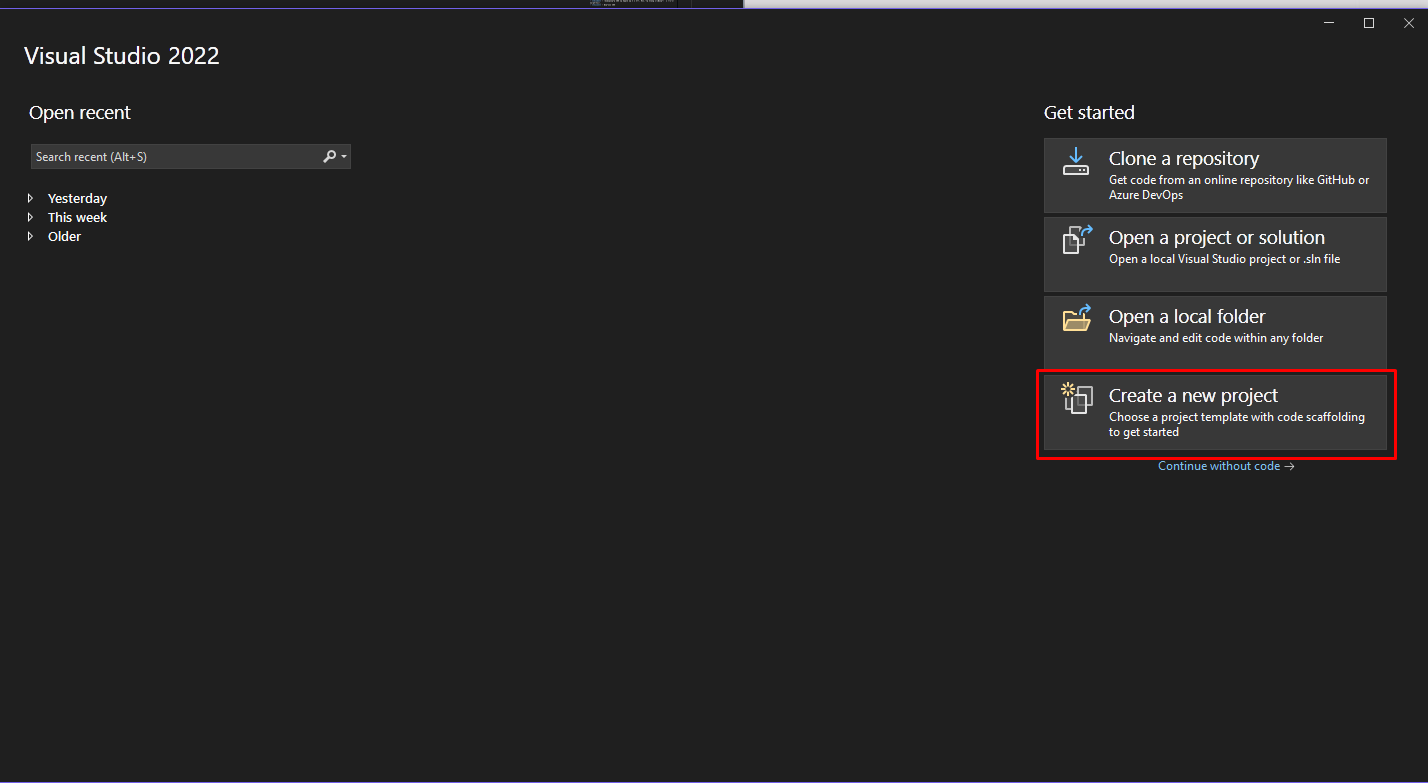 Visual Studio 2022
Open recent
Search recent (Alt+S)
Yesterday
This week
Older
Get started
Clone a repository
Get code from an online repository like GitHub or
Azure DevOps
Open a project or solution
Open a local Visual Studio project or .sln file
Open a local folder
Navigate and edit code within any folder
Create a new project
Choose a project template with code scaffolding
to get started
Continue without code →